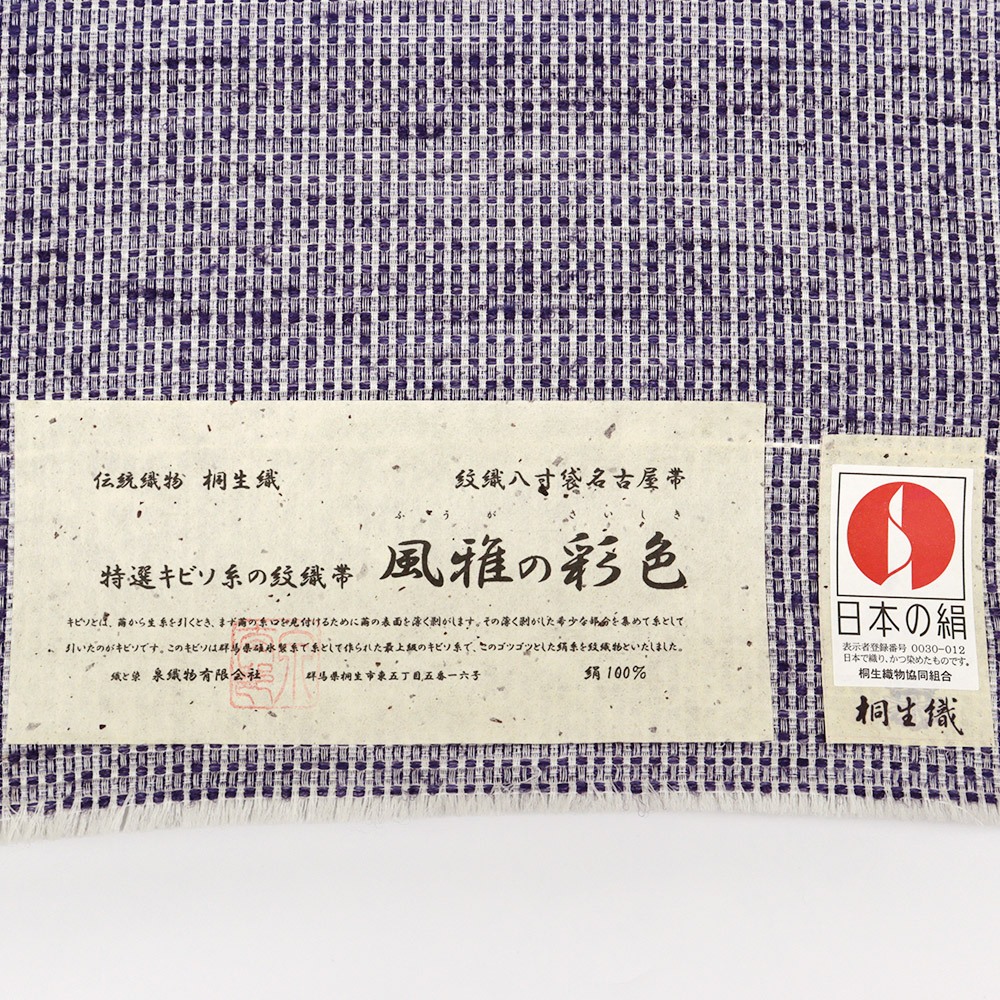 伝統織物 桐生織
紋織八寸袋名古屋帯
ふうが さいしき
特選キビソ糸の紋織帯 風雅の彩色
キビソとは、繭から生糸を引くとき、まず繭の糸口を見付けるために繭の表面を薄く剥がします。その薄く剥がした希少な部分を集めて糸として
引いたのがキビソです。このキビソは群馬県碓氷製糸で糸として作られた最上級のキビソ糸で、このゴツゴツとした絹糸を紋織物といたしました。
織と染 泉織物有限会社 群馬県桐生市東五丁目五番一六号 絹100%
日本の絹
表示者登録番号 0030-012
日本で織り、かつ染めたものです。
桐生織物協同組合
桐生織